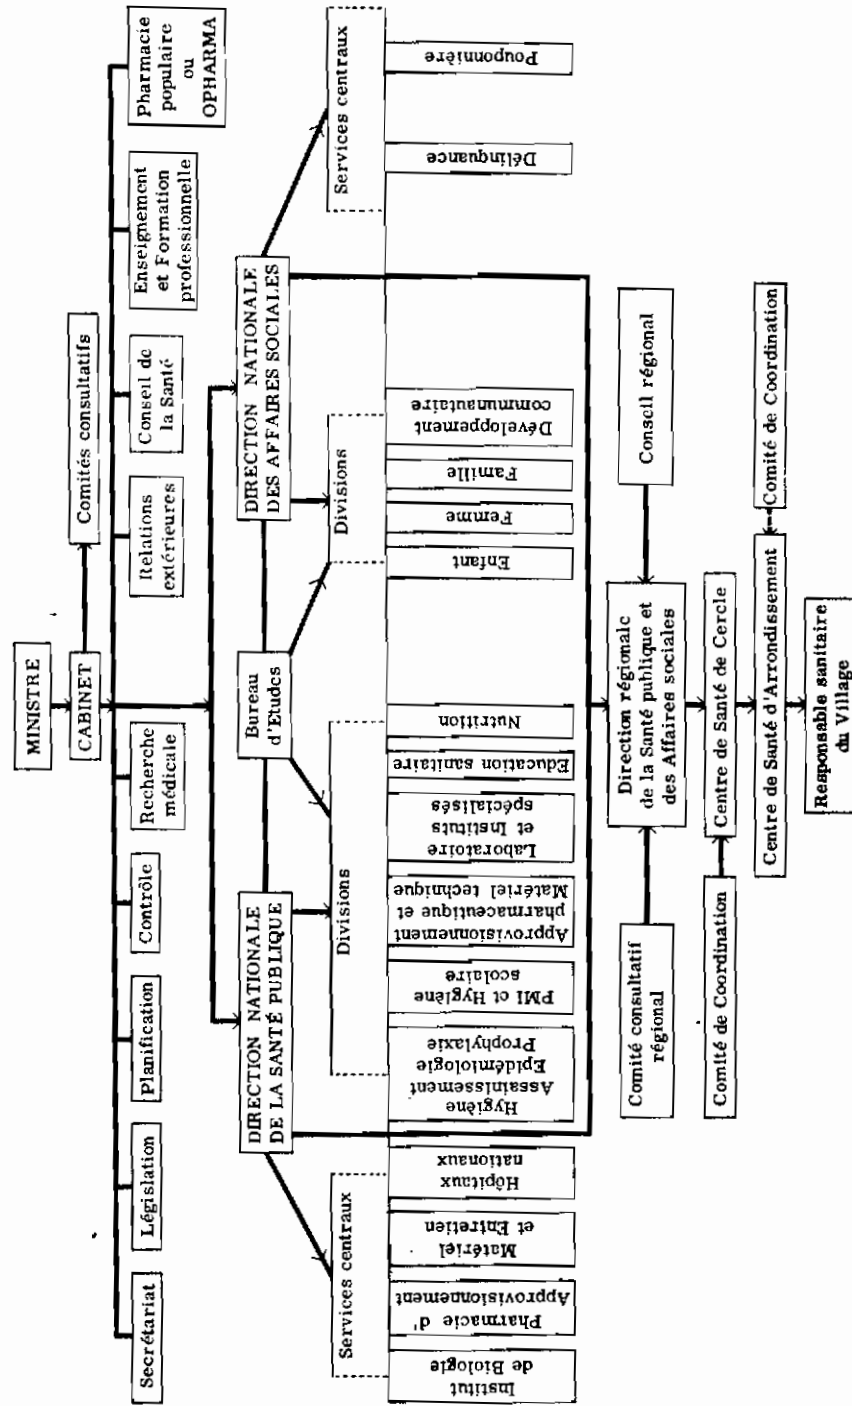 MINISTRE
CABINET
Comités consultatifs
Secrétariat
Législation
Planification
Contrôle
Recherche
médicale
Relations
extérieures
Conseil de
la Santé
Enseignement
et Formation
professionnelle
Pharmacie
populaire
ou
OPHARMA
DIRECTION NATIONALE
DE LA SANTÉ PUBLIQUE
Bureau
d'Etudes
DIRECTION NATIONALE
DES AFFAIRES SOCIALES
Services centraux
Divisions
Divisions
Services centraux
Institut
de Biologie
Pharmacie d'
Approvisionnement
Matériel
et Entretien
Hôpitaux
nationaux
Hygiène
Assainissement
Epidémiologie
Prophylaxie
PMI et Hygiène
scolaire
Approvisionnement
pharmaceutique et
Matériel technique
Laboratoire
et Instituts
spécialisés
Education sanitaire
Nutrition
Enfant
Femme
Famille
Développement
communautaire
Délinquance
Pouponnière
Comité consultatif
régional
Direction régionale
de la Santé publique et
des Affaires sociales
Conseil régional
Comité de Coordination
Centre de Santé de Cercle
Centre de Santé d'Arrondissement
Comité de Coordination
Responsable sanitaire
du Village